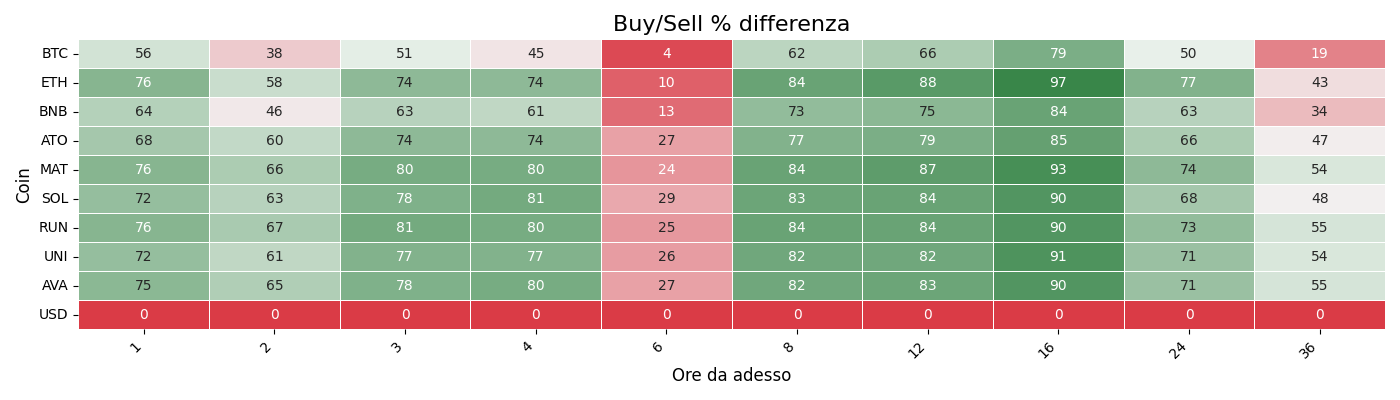 Buy/Sell % differenza
Coin
BTC 56 38 51 45 4 62 66 79 50 19
ETH 76 58 74 74 10 84 88 97 77 43
BNB 64 46 63 61 13 73 75 84 63 34
ATO 68 60 74 74 27 77 79 85 66 47
MAT 76 66 80 80 24 84 87 93 74 54
SOL 72 63 78 81 29 83 84 90 68 48
RUN 76 67 81 80 25 84 84 90 73 55
UNI 72 61 77 77 26 82 82 91 71 54
AVA 75 65 78 80 27 82 83 90 71 55
USD 0 0 0 0 0 0 0 0 0 0
1 2 3 4 6 8 12 16 24 36
Ore da adesso